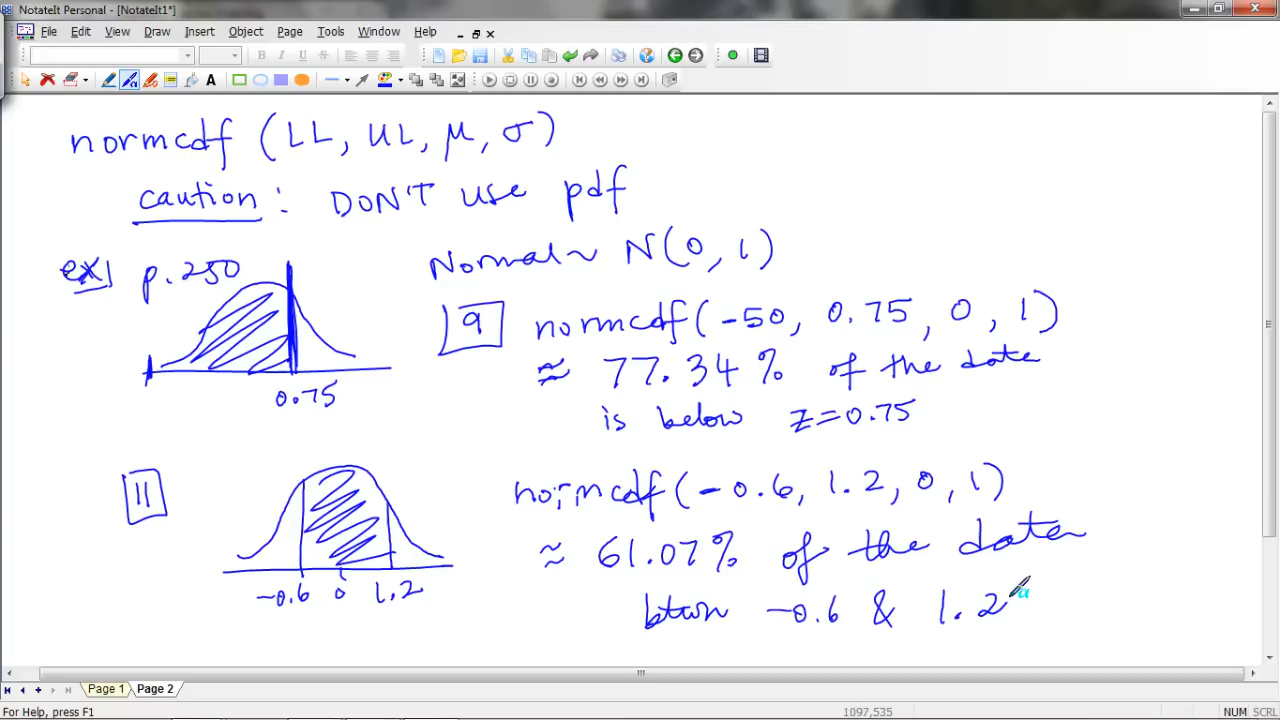 NotateIt Personal - [NotateIt1*]
File Edit View Draw Insert Object Page Tools Window Help
B I U S
A
normcdf (LL, UL, μ, σ)
caution: DON'T use pdf
ex) p.250
Normal ~ N(0, 1)
9 normcdf(-50, 0.75, 0, 1)
≈ 77.34% of the data
is below z=0.75
0.75
11 normcdf(-0.6, 1.2, 0, 1)
≈ 61.07% of the data
btwn -0.6 & 1.2
-0.6 0 1.2
Page 1 Page 2
For Help, press F1 1097,535 NUM SCRL